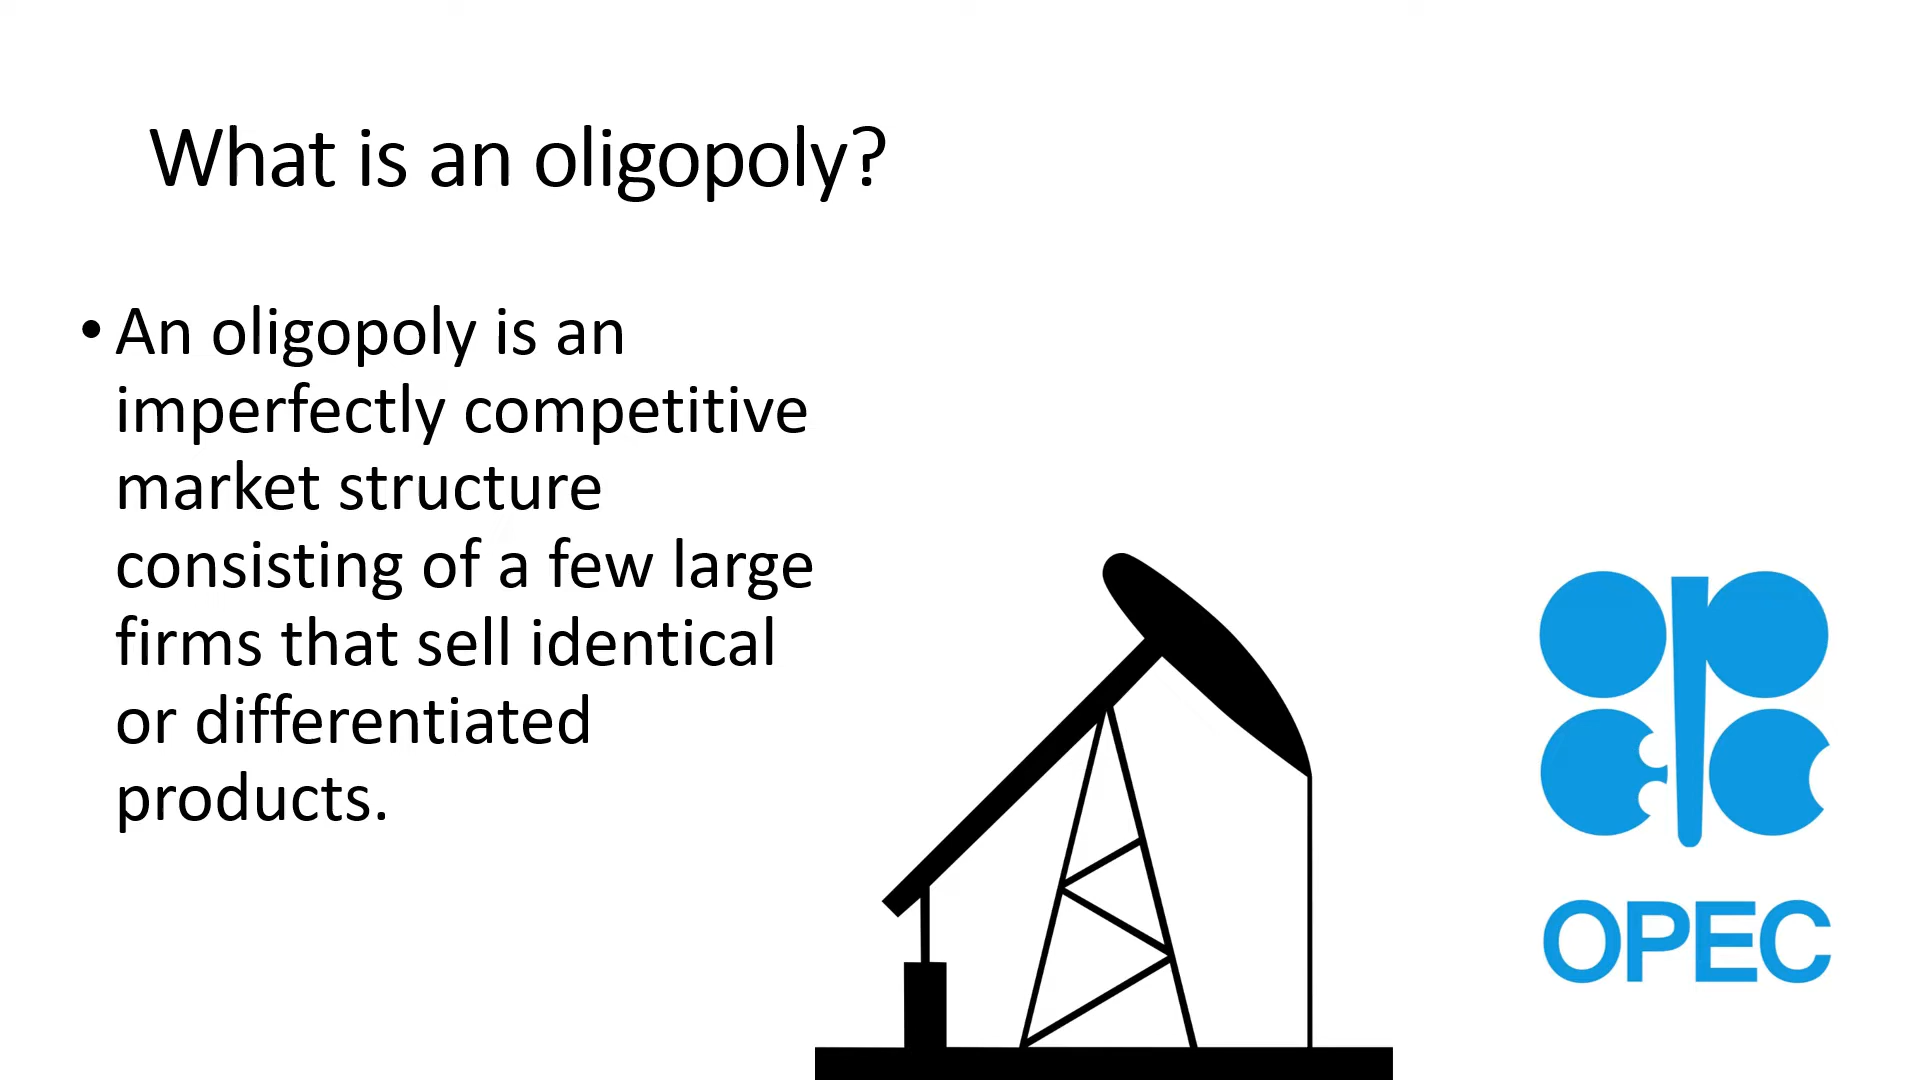 What is an oligopoly?
• An oligopoly is an
imperfectly competitive
market structure
consisting of a few large
firms that sell identical
or differentiated
products.
OPEC